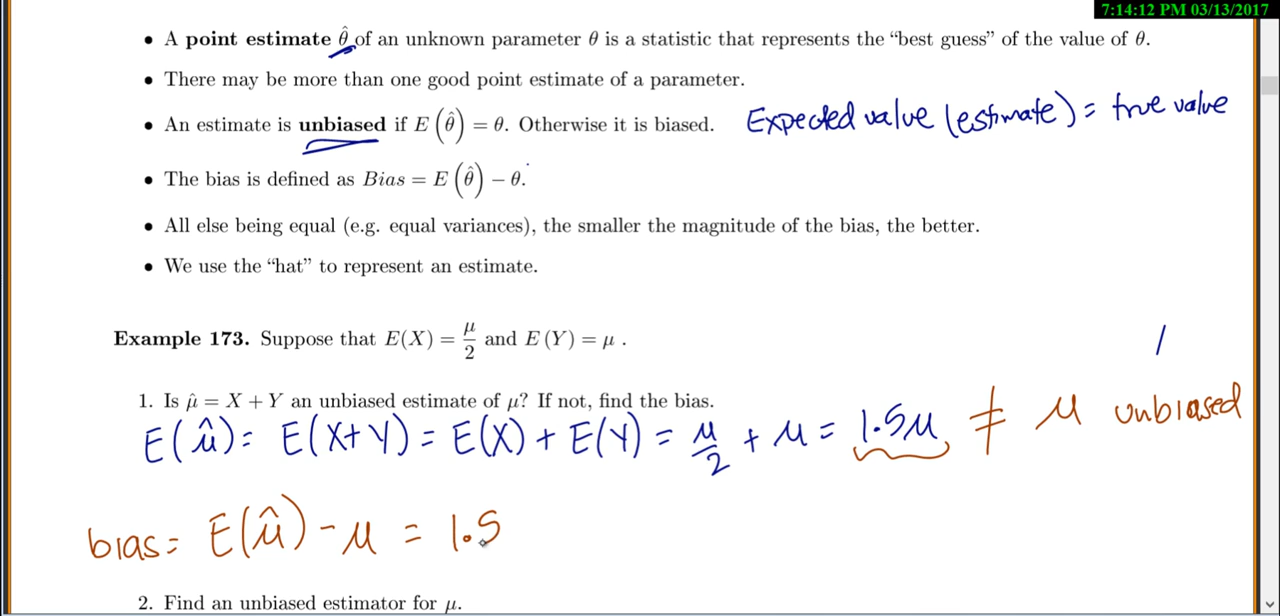 7:14:12 PM 03/13/2017
• A point estimate θ̂ of an unknown parameter θ is a statistic that represents the “best guess” of the value of θ.
• There may be more than one good point estimate of a parameter.
• An estimate is unbiased if E(θ̂) = θ. Otherwise it is biased. Expected value (estimate) = true value
• The bias is defined as Bias = E(θ̂) − θ.
• All else being equal (e.g. equal variances), the smaller the magnitude of the bias, the better.
• We use the “hat” to represent an estimate.
Example 173. Suppose that E(X) = μ/2 and E(Y) = μ.
1. Is μ̂ = X + Y an unbiased estimate of μ? If not, find the bias.
E(μ̂) = E(X+Y) = E(X) + E(Y) = μ/2 + μ = 1.5μ ≠ μ unbiased
bias = E(μ̂) − μ = 1.5
2. Find an unbiased estimator for μ.